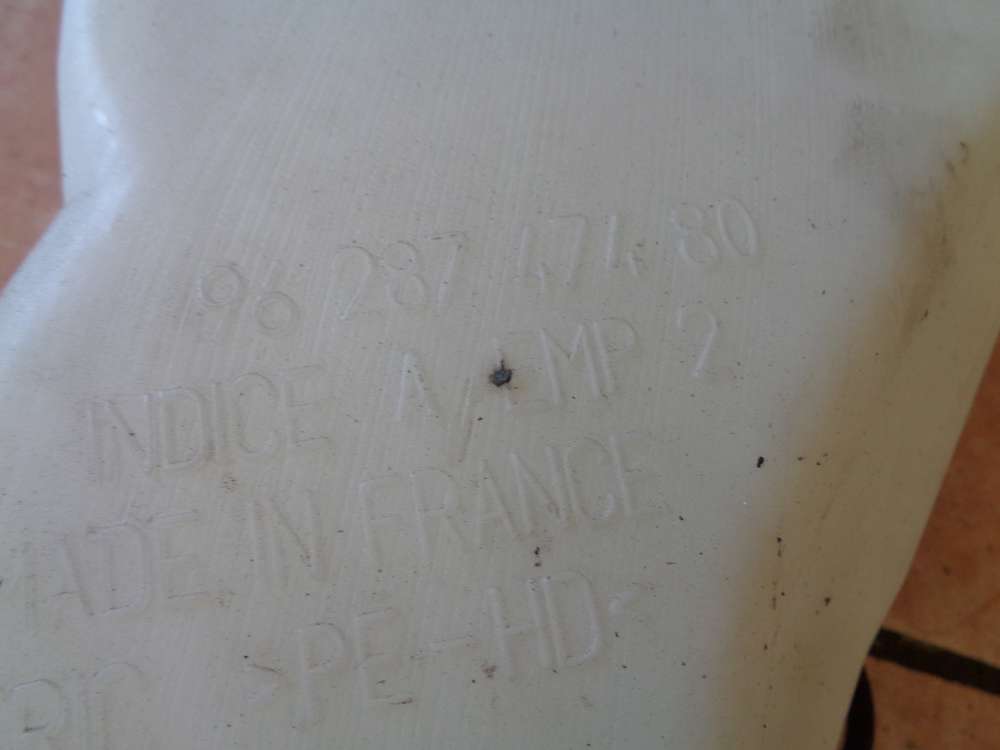 96 287 474 80
INDICE A/EMP 2
MADE IN FRANCE
>PE-HD<